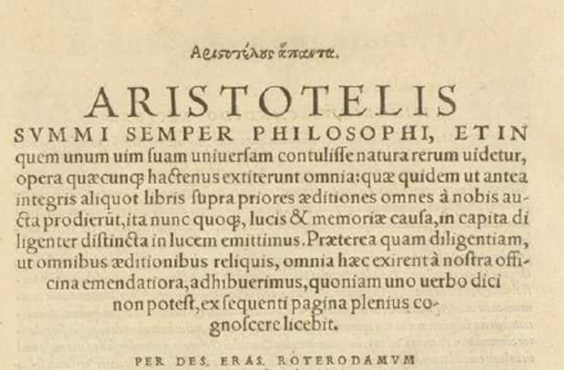 Αριστοτέλους ἅπαντα.
ARISTOTELIS
SVMMI SEMPER PHILOSOPHI, ET IN
quem unum uim ſuam uniuerſam contuliſſe natura rerum uidetur,
opera quæcunqꝫ hactenus extiterunt omnia: quæ quidem ut antea
integris aliquot libris ſupra priores æditiones omnes à nobis au-
cta prodierũt, ita nunc quoqꝫ, lucis & memoriæ cauſa, in capita di
ligenter diſtincta in lucem emittimus. Præterea quam diligentiam,
ut omnibus æditionibus reliquis, omnia hæc exirent à noſtra offi-
cina emendatiora, adhibuerimus, quoniam uno uerbo dici
non poteſt, ex ſequenti pagina plenius co-
gnoſcere licebit.
PER DES. ERAS. ROTERODAMVM